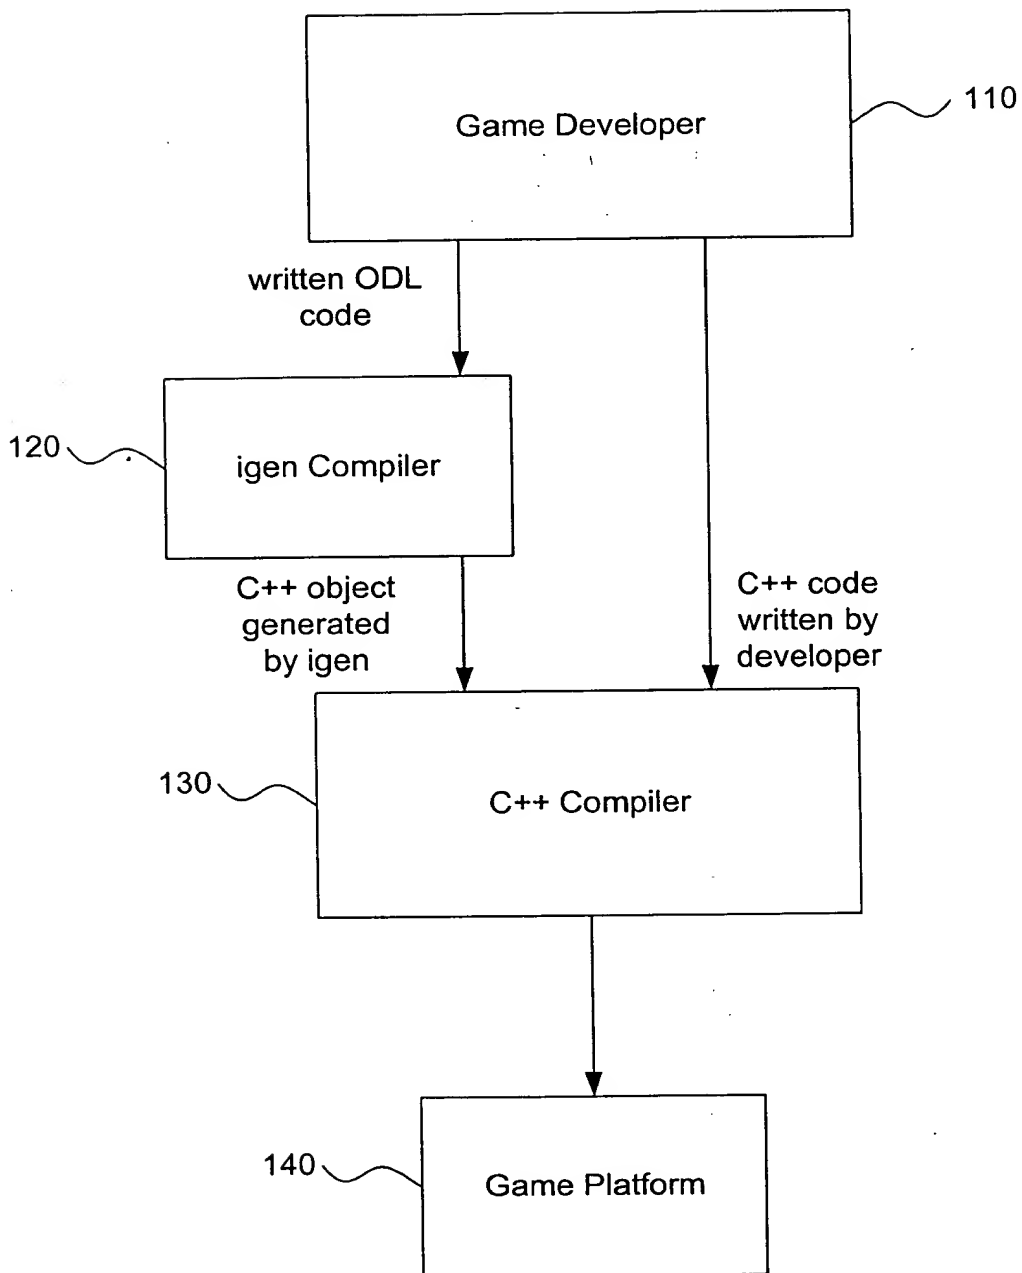 Game Developer
110
written ODL
code
120
igen Compiler
C++ object
generated
by igen
C++ code
written by
developer
130
C++ Compiler
140
Game Platform